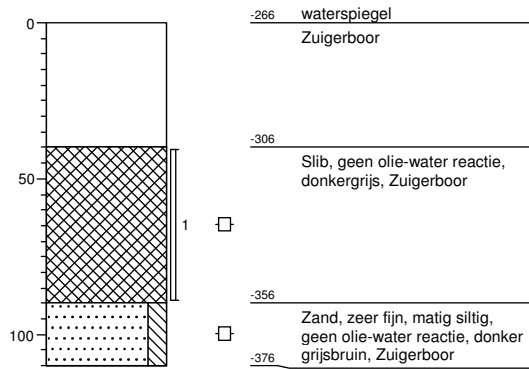 0
-266 waterspiegel
Zuigerboor
-306
Slib, geen olie-water reactie,
donkergrijs, Zuigerboor
50
1
-356
Zand, zeer fijn, matig siltig,
geen olie-water reactie, donker
grijsbruin, Zuigerboor
100
-376